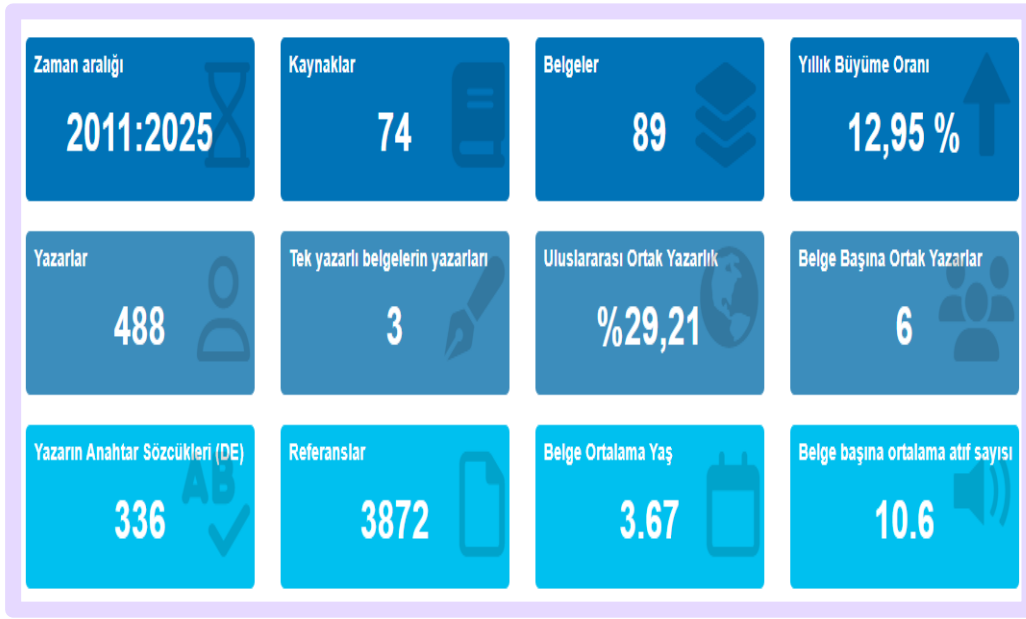 Zaman aralığı
2011:2025
Kaynaklar
74
Belgeler
89
Yıllık Büyüme Oranı
12,95 %
Yazarlar
488
Tek yazarlı belgelerin yazarları
3
Uluslararası Ortak Yazarlık
%29,21
Belge Başına Ortak Yazarlar
6
Yazarın Anahtar Sözcükleri (DE)
336
AB
Referanslar
3872
Belge Ortalama Yaş
3.67
Belge başına ortalama atıf sayısı
10.6